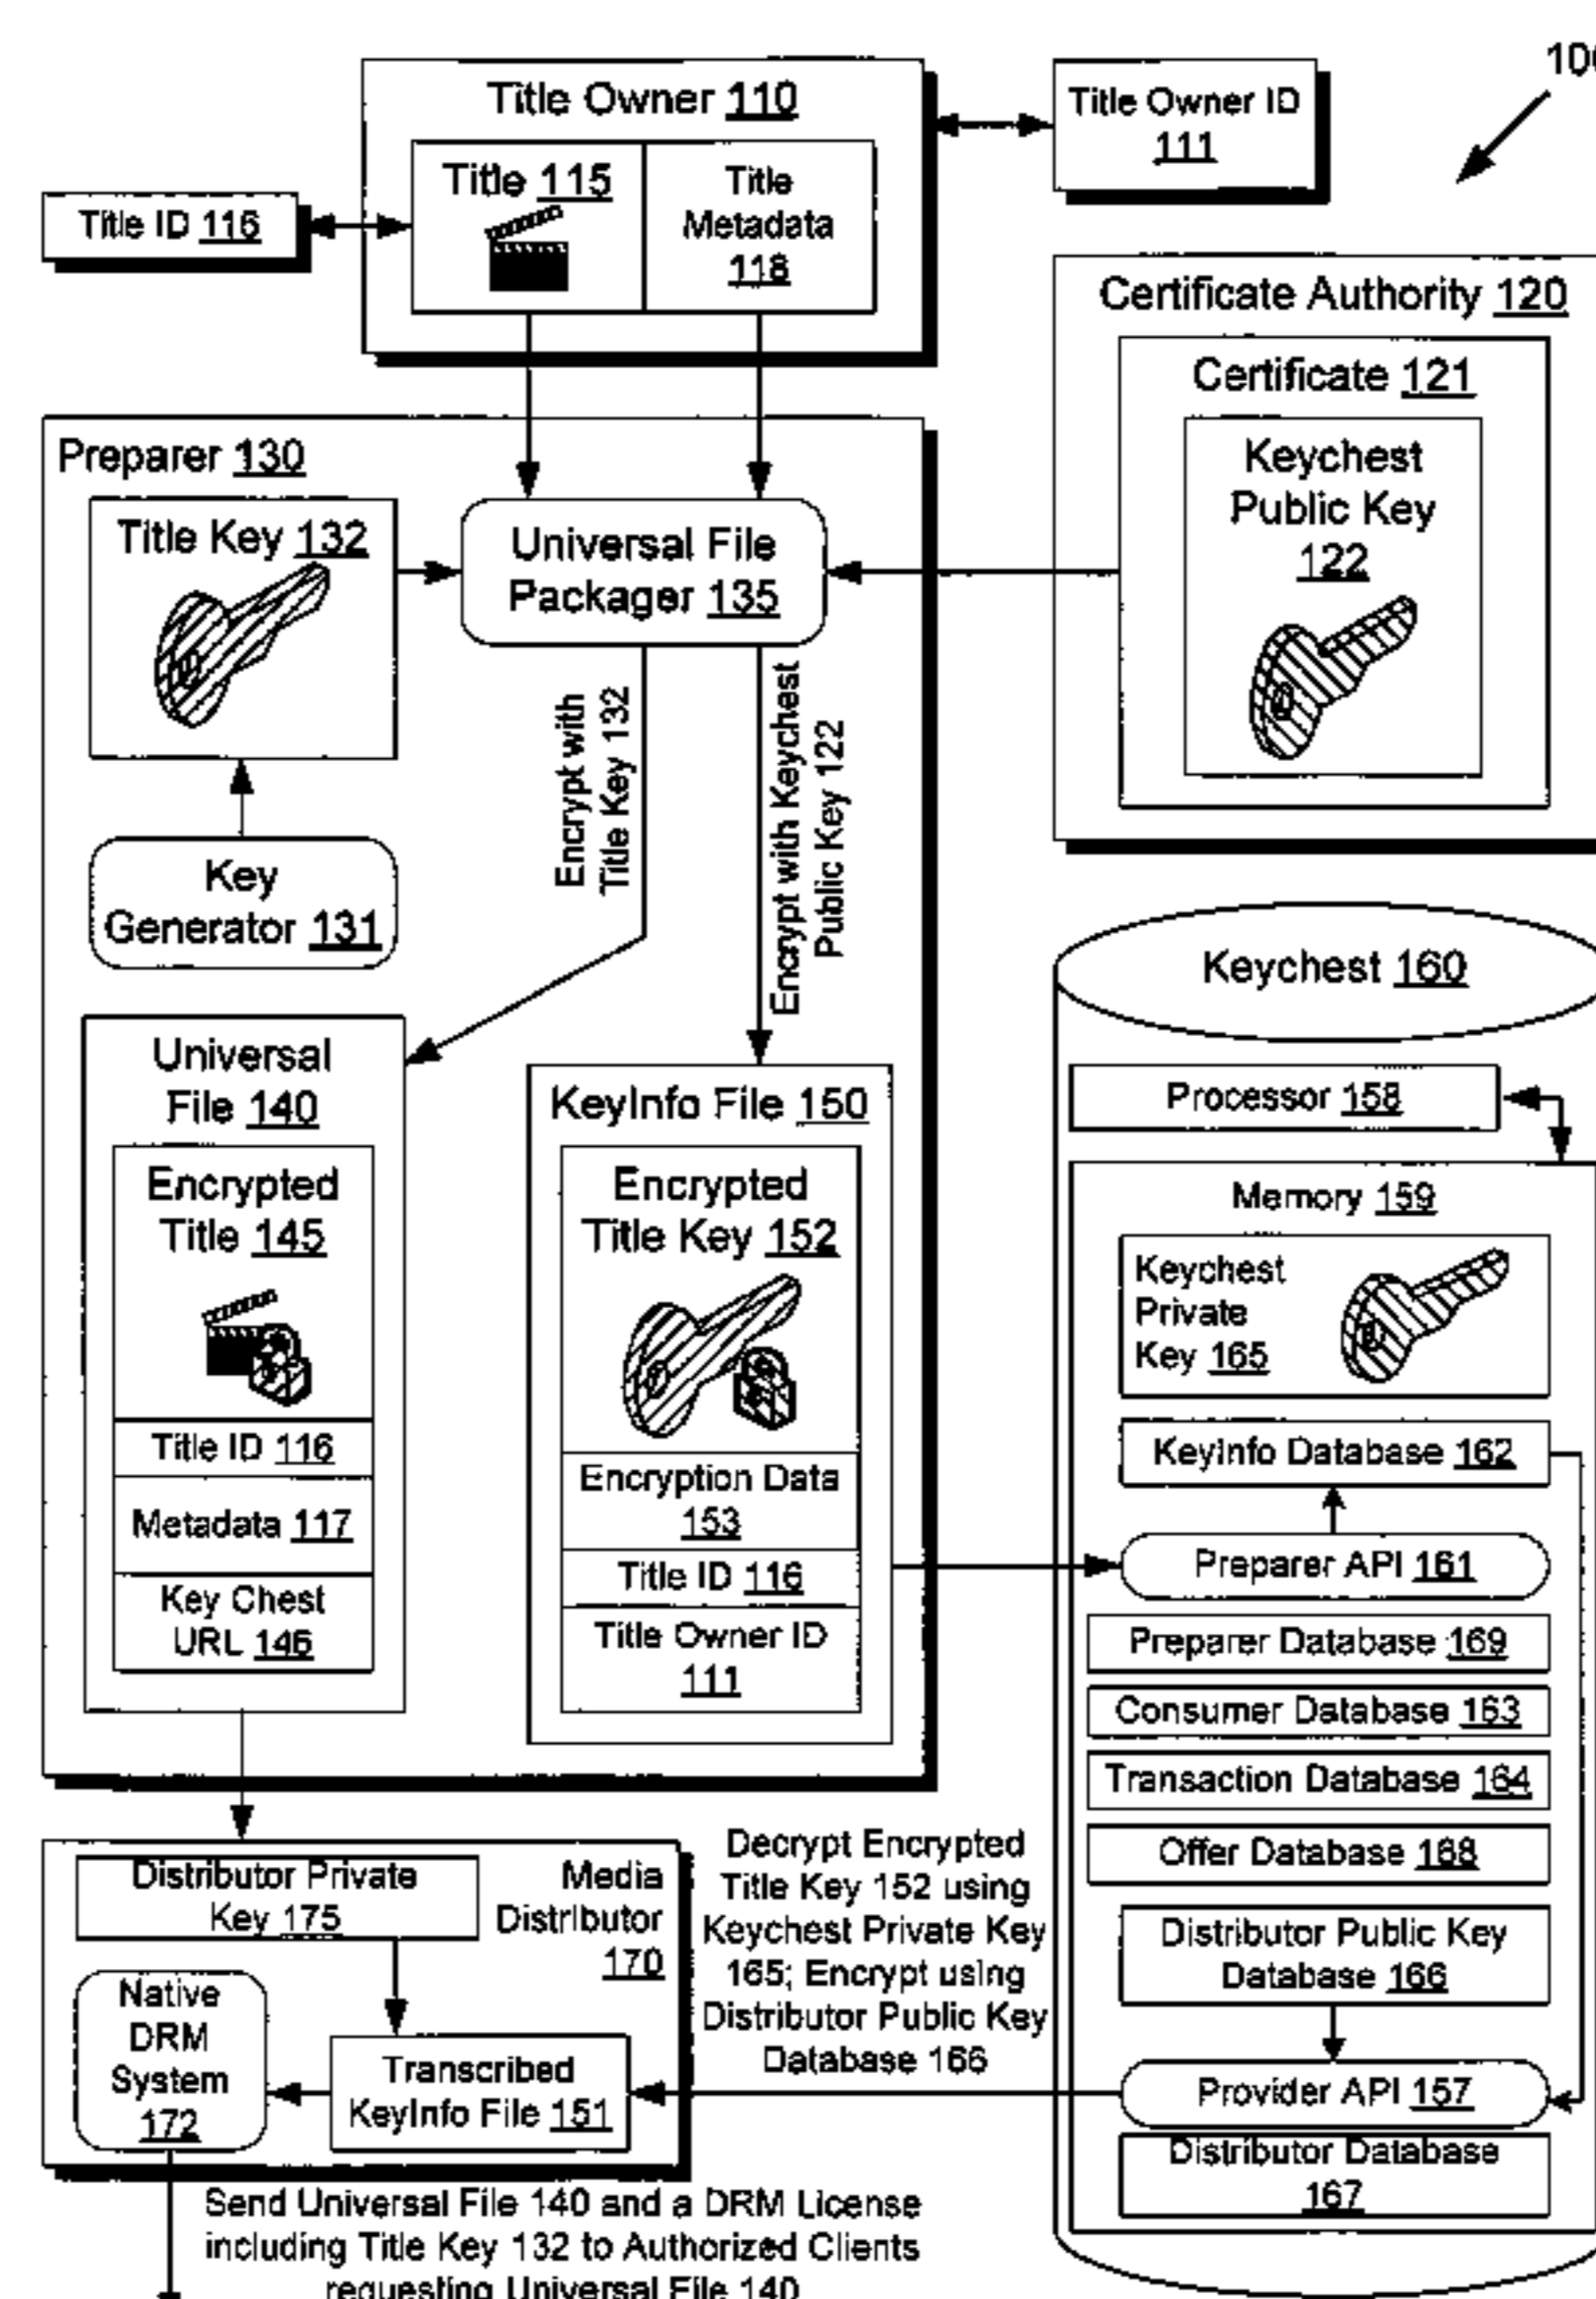 100
Title Owner 110
Title 115
Title
Metadata
118
Title Owner ID
111
Title ID 116
Certificate Authority 120
Certificate 121
Keychest
Public Key
122
Preparer 130
Title Key 132
Universal File
Packager 135
Encrypt with
Title Key 132
Encrypt with Keychest
Public Key 122
Key
Generator 131
Universal
File 140
Encrypted
Title 145
Title ID 116
Metadata 117
Key Chest
URL 146
KeyInfo File 150
Encrypted
Title Key 152
Encryption Data
153
Title ID 116
Title Owner ID
111
Keychest 160
Processor 158
Memory 159
Keychest
Private
Key 165
KeyInfo Database 162
Preparer API 161
Preparer Database 169
Consumer Database 163
Transaction Database 164
Offer Database 168
Distributor Public Key
Database 166
Provider API 157
Distributor Database
167
Distributor Private
Key 175
Media
Distributor
170
Native
DRM
System
172
Transcribed
KeyInfo File 151
Decrypt Encrypted
Title Key 152 using
Keychest Private Key
165; Encrypt using
Distributor Public Key
Database 166
Send Universal File 140 and a DRM License
including Title Key 132 to Authorized Clients
requesting Universal File 140